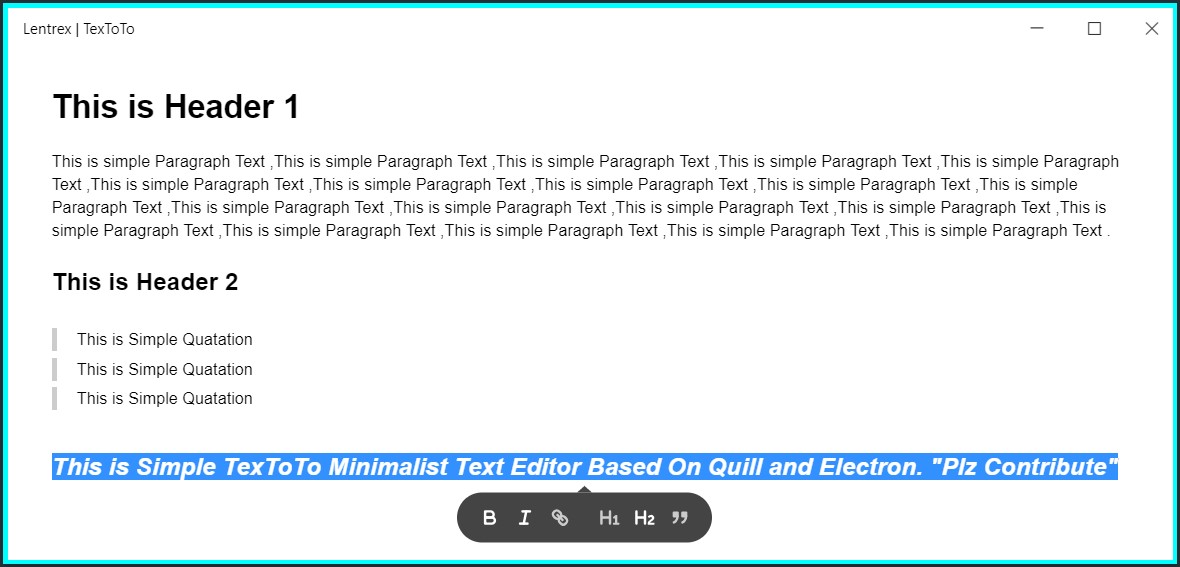 Lentrex | TexToTo
This is Header 1
This is simple Paragraph Text ,This is simple Paragraph Text ,This is simple Paragraph Text ,This is simple Paragraph Text ,This is simple Paragraph
Text ,This is simple Paragraph Text ,This is simple Paragraph Text ,This is simple Paragraph Text ,This is simple Paragraph Text ,This is simple
Paragraph Text ,This is simple Paragraph Text ,This is simple Paragraph Text ,This is simple Paragraph Text ,This is simple Paragraph Text ,This is
simple Paragraph Text ,This is simple Paragraph Text ,This is simple Paragraph Text ,This is simple Paragraph Text ,This is simple Paragraph Text .
This is Header 2
This is Simple Quatation
This is Simple Quatation
This is Simple Quatation
This is Simple TexToTo Minimalist Text Editor Based On Quill and Electron. "Plz Contribute"
B I H1 H2 ”